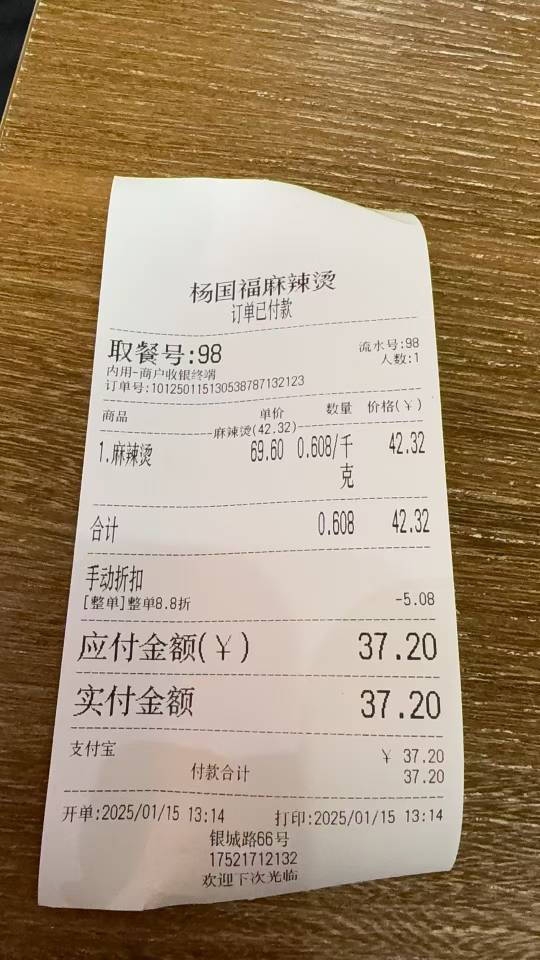 杨国福麻辣烫
订单已付款
取餐号:98 流水号:98
内用-商户收银终端 人数:1
订单号:101250115130538787132123
商品 单价 数量 价格(¥)
麻辣烫(42.32)
1.麻辣烫 69.60 0.608/千克 42.32
合计 0.608 42.32
手动折扣
[整单]整单8.8折 -5.08
应付金额(¥) 37.20
实付金额 37.20
支付宝 ¥ 37.20
付款合计 37.20
开单:2025/01/15 13:14 打印:2025/01/15 13:14
银城路66号
17521712132
欢迎下次光临